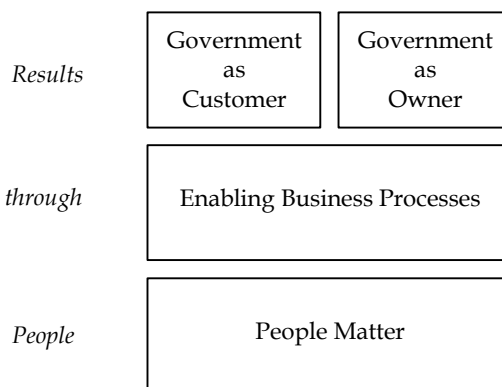 Results
Government
as
Customer
Government
as
Owner
through
Enabling Business Processes
People
People Matter